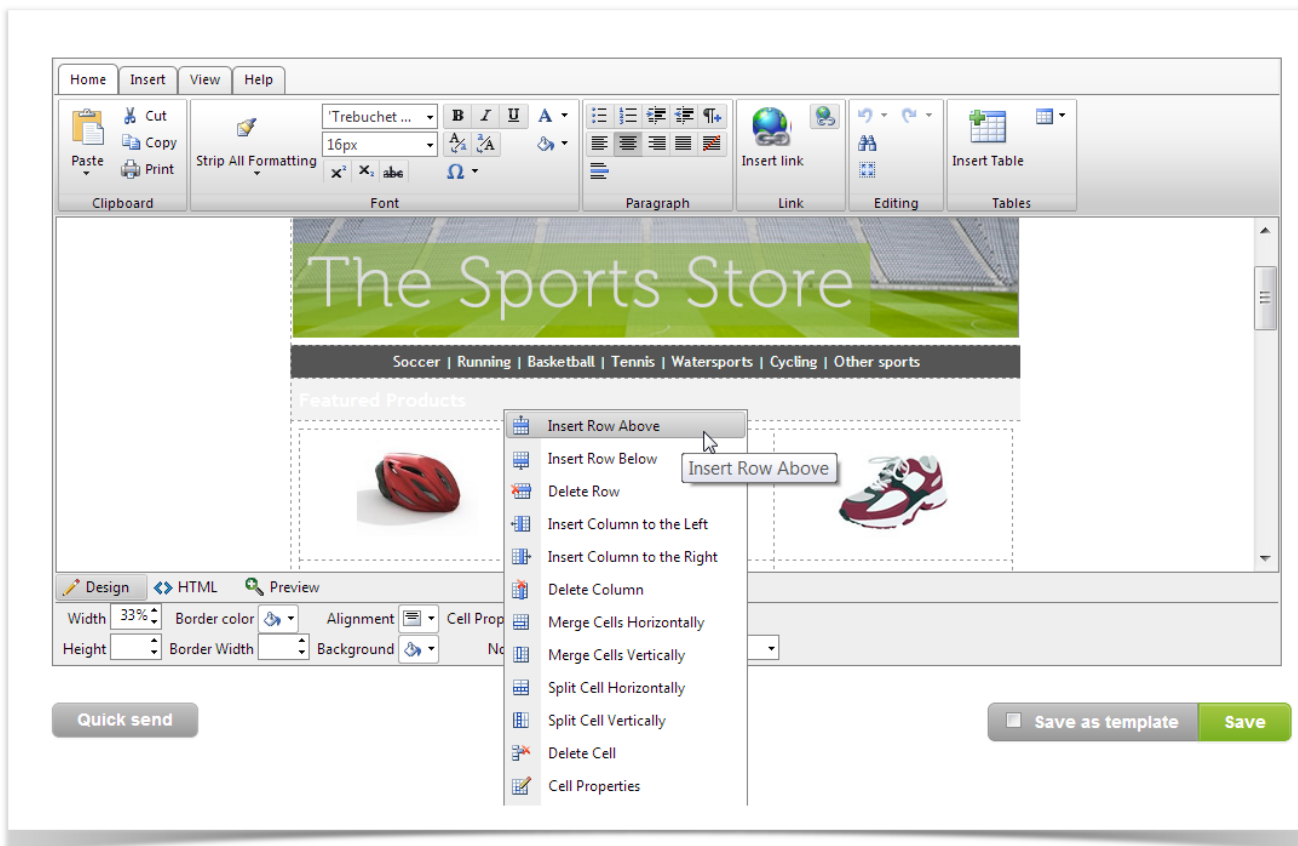 Home Insert View Help
Cut
Copy
Paste
Print
Clipboard
Strip All Formatting
'Trebuchet ...
16px
B I U A
abc
Ω
Font
Paragraph
Insert link
Link
Editing
Insert Table
Tables
The Sports Store
Soccer | Running | Basketball | Tennis | Watersports | Cycling | Other sports
Featured Products
Insert Row Above
Insert Row Below
Insert Row Above
Delete Row
Insert Column to the Left
Insert Column to the Right
Delete Column
Merge Cells Horizontally
Merge Cells Vertically
Split Cell Horizontally
Split Cell Vertically
Delete Cell
Cell Properties
Design HTML Preview
Width 33% Border color Alignment Cell Prop
Height Border Width Background
Quick send
Save as template Save